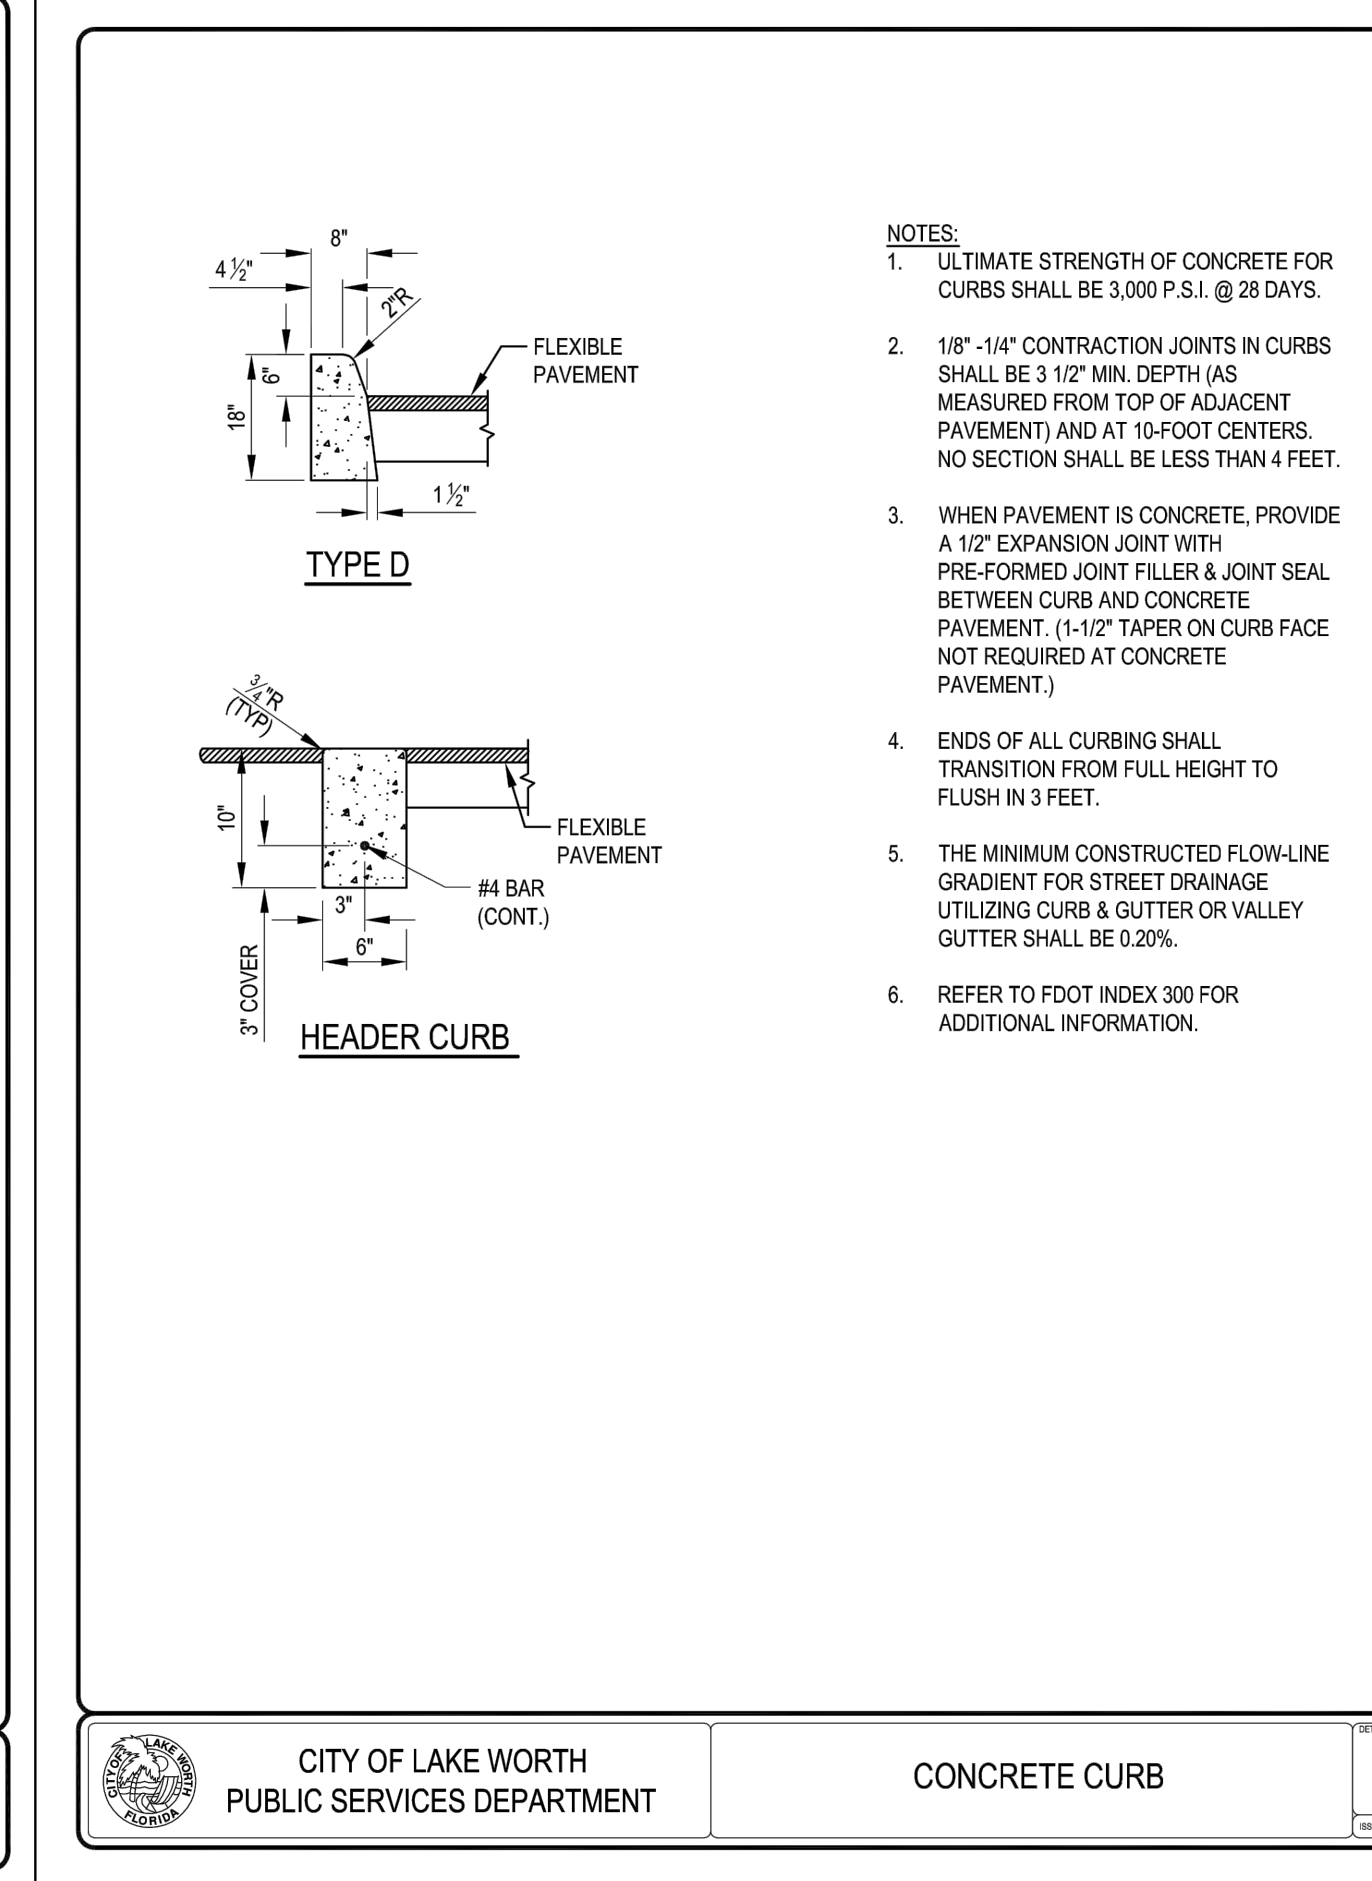 8"
4 1/2"
2"R
FLEXIBLE
PAVEMENT
6"
18"
1 1/2"
TYPE D
3/4"R
(TYP)
10"
FLEXIBLE
PAVEMENT
#4 BAR
(CONT.)
3"
6"
3" COVER
HEADER CURB
NOTES:
1. ULTIMATE STRENGTH OF CONCRETE FOR
CURBS SHALL BE 3,000 P.S.I. @ 28 DAYS.
2. 1/8" -1/4" CONTRACTION JOINTS IN CURBS
SHALL BE 3 1/2" MIN. DEPTH (AS
MEASURED FROM TOP OF ADJACENT
PAVEMENT) AND AT 10-FOOT CENTERS.
NO SECTION SHALL BE LESS THAN 4 FEET.
3. WHEN PAVEMENT IS CONCRETE, PROVIDE
A 1/2" EXPANSION JOINT WITH
PRE-FORMED JOINT FILLER & JOINT SEAL
BETWEEN CURB AND CONCRETE
PAVEMENT. (1-1/2" TAPER ON CURB FACE
NOT REQUIRED AT CONCRETE
PAVEMENT.)
4. ENDS OF ALL CURBING SHALL
TRANSITION FROM FULL HEIGHT TO
FLUSH IN 3 FEET.
5. THE MINIMUM CONSTRUCTED FLOW-LINE
GRADIENT FOR STREET DRAINAGE
UTILIZING CURB & GUTTER OR VALLEY
GUTTER SHALL BE 0.20%.
6. REFER TO FDOT INDEX 300 FOR
ADDITIONAL INFORMATION.
CITY OF LAKE WORTH
FLORIDA
CITY OF LAKE WORTH
PUBLIC SERVICES DEPARTMENT
CONCRETE CURB